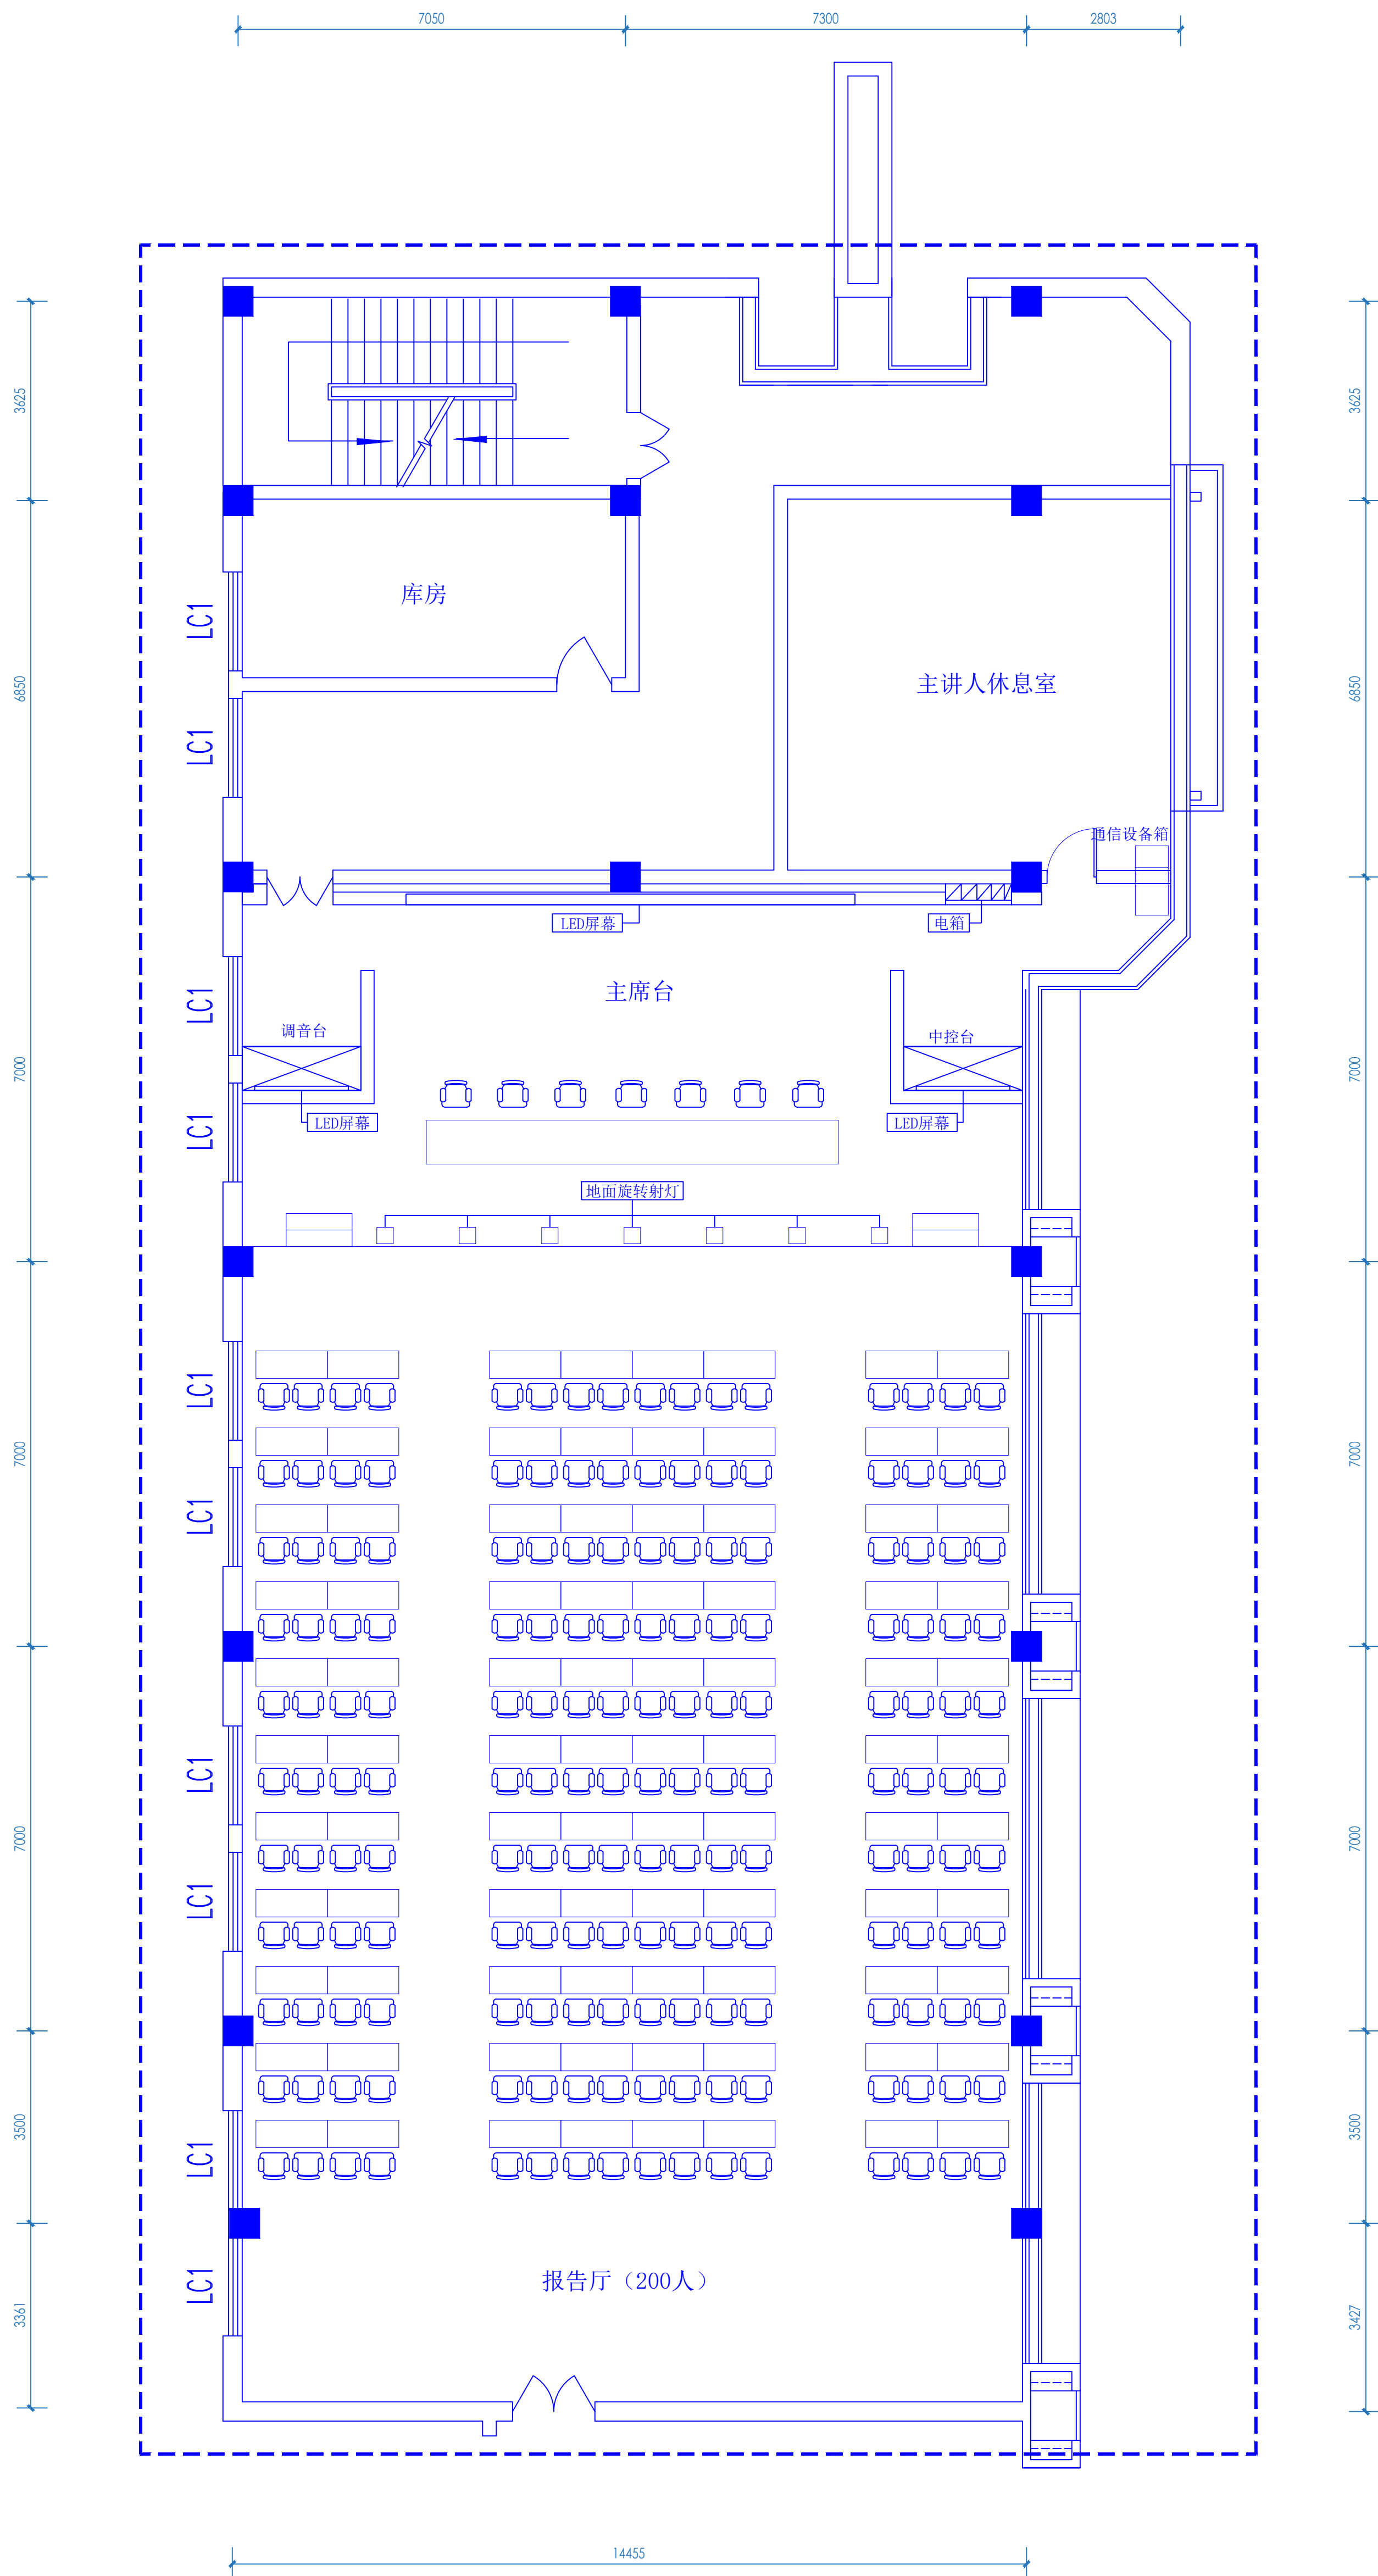 7050
7300
2803
3625
3625
6850
库房
LC1
主讲人休息室
6850
LC1
通信设备箱
LED屏幕
电箱
主席台
LC1
调音台
中控台
7000
7000
LC1
LED屏幕
LED屏幕
地面旋转射灯
LC1
7000
7000
LC1
LC1
7000
7000
LC1
3500
3500
LC1
报告厅（200人）
LC1
3361
3427
14455